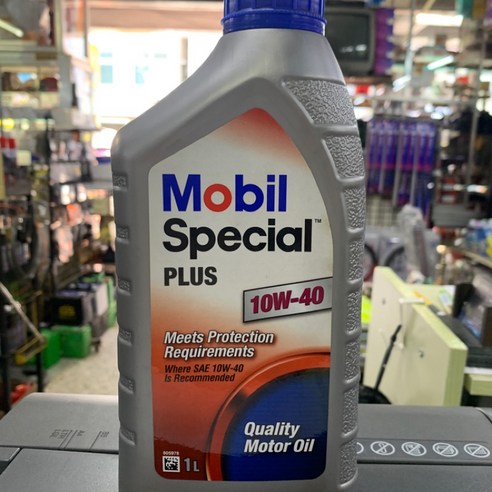 Mobil
Special™
PLUS
10W-40
Meets Protection
Requirements
Where SAE 10W-40
Is Recommended
Quality
Motor Oil
1L